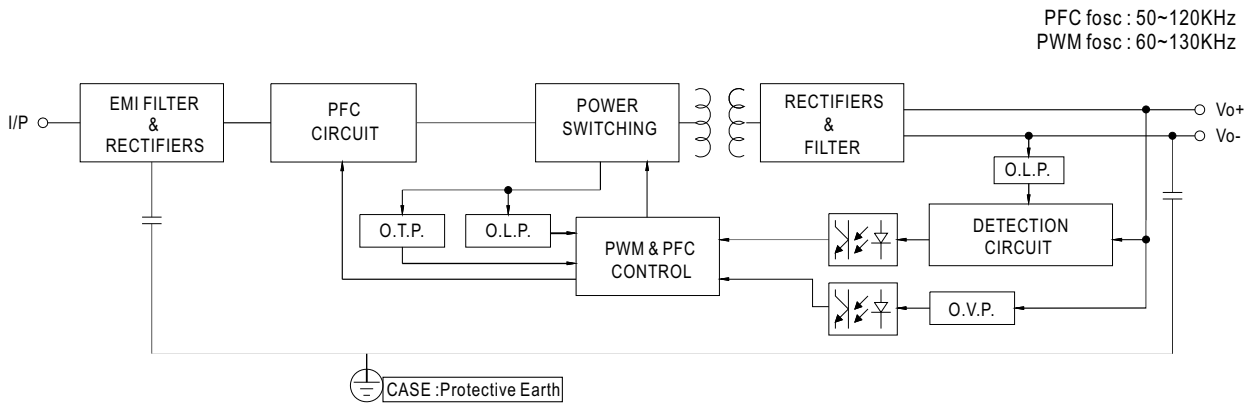 PFC fosc : 50~120KHz
PWM fosc : 60~130KHz
I/P
EMI FILTER
&
RECTIFIERS
PFC
CIRCUIT
POWER
SWITCHING
RECTIFIERS
&
FILTER
Vo+
Vo-
O.L.P.
O.T.P.
O.L.P.
PWM & PFC
CONTROL
DETECTION
CIRCUIT
O.V.P.
CASE :Protective Earth